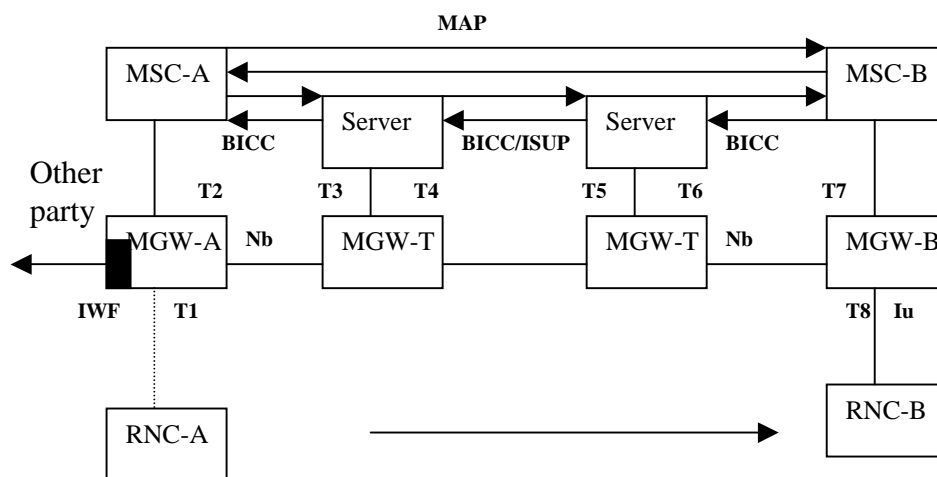 MAP
MSC-A
MSC-B
Server
Server
BICC
BICC/ISUP
BICC
Other
party
T2
T3
T4
T5
T6
T7
MGW-A
Nb
MGW-T
MGW-T
Nb
MGW-B
IWF
T1
T8
Iu
RNC-A
RNC-B